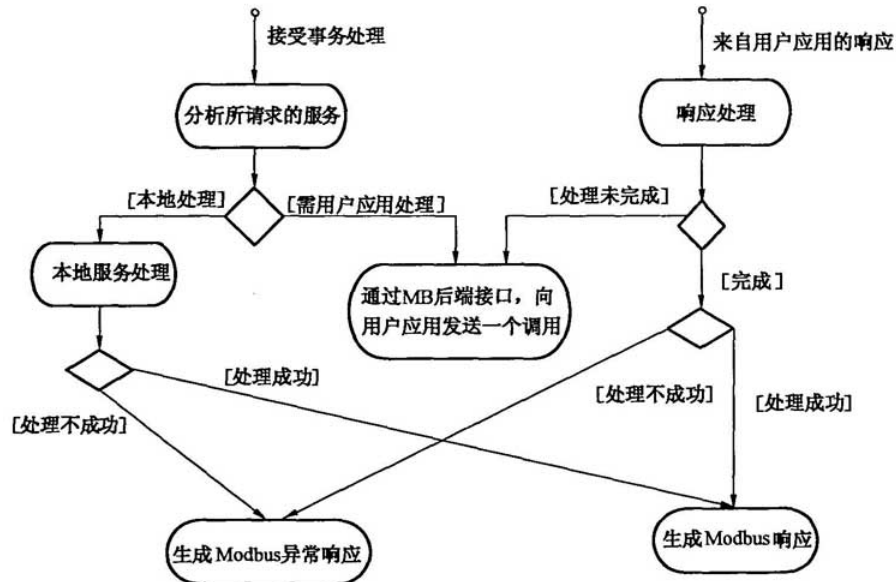 接受事务处理
来自用户应用的响应
分析所请求的服务
响应处理
[本地处理]
[需用户应用处理]
[处理未完成]
本地服务处理
通过MB后端接口，向
用户应用发送一个调用
[完成]
[处理成功]
[处理不成功]
[处理不成功]
[处理成功]
生成Modbus异常响应
生成Modbus响应